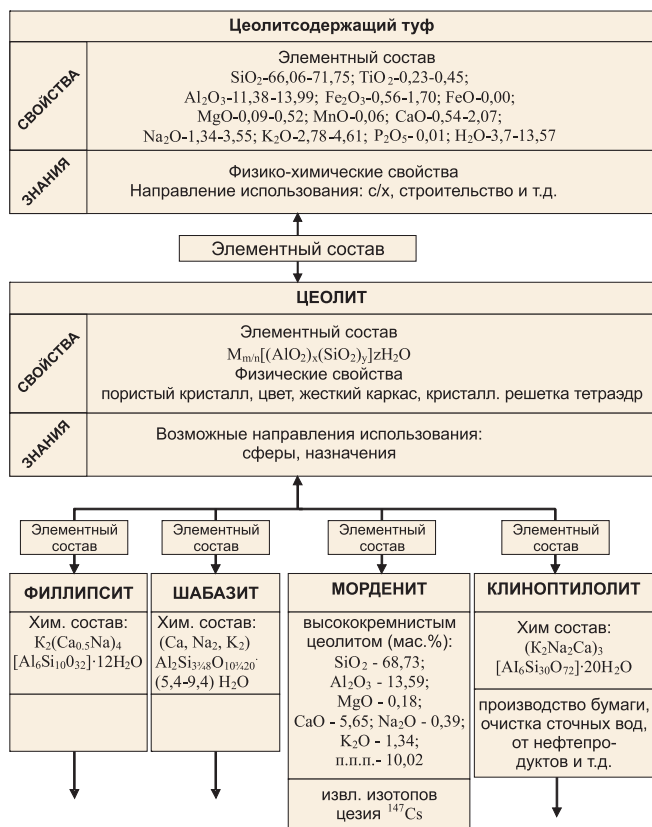 Цеолитсодержащий туф
СВОЙСТВА
Элементный состав
SiO₂-66,06-71,75; TiO₂-0,23-0,45;
Al₂O₃-11,38-13,99; Fe₂O₃-0,56-1,70; FeO-0,00;
MgO-0,09-0,52; MnO-0,06; CaO-0,54-2,07;
Na₂O-1,34-3,55; K₂O-2,78-4,61; P₂O₅-0,01; H₂O-3,7-13,57
ЗНАНИЯ
Физико-химические свойства
Направление использования: с/х, строительство и т.д.
Элементный состав
ЦЕОЛИТ
СВОЙСТВА
Элементный состав
Mₘ/ₙ[(AlO₂)ₓ(SiO₂)ᵧ]zH₂O
Физические свойства
пористый кристалл, цвет, жесткий каркас, кристалл. решетка тетраэдр
ЗНАНИЯ
Возможные направления использования:
сферы, назначения
Элементный
состав
Элементный
состав
Элементный
состав
Элементный
состав
ФИЛЛИПСИТ
Хим. состав:
K₂(Ca₀.₅Na)₄
[Al₆Si₁₀0₃₂]·12H₂O
ШАБАЗИТ
Хим. состав:
(Ca, Na₂, K₂)
Al₂Si₃¾₈O₁₀¾₂₀·
(5,4-9,4) H₂O
МОРДЕНИТ
высококремнистым
цеолитом (мас.%):
SiO₂ - 68,73;
Al₂O₃ - 13,59;
MgO - 0,18;
CaO - 5,65; Na₂O - 0,39;
K₂O - 1,34;
п.п.п.- 10,02
извл. изотопов
цезия ¹⁴⁷Cs
КЛИНОПТИЛОЛИТ
Хим состав:
(K₂Na₂Ca)₃
[Al₆Si₃₀O₇₂]·20H₂O
производство бумаги,
очистка сточных вод,
от нефтепро-
дуктов и т.д.